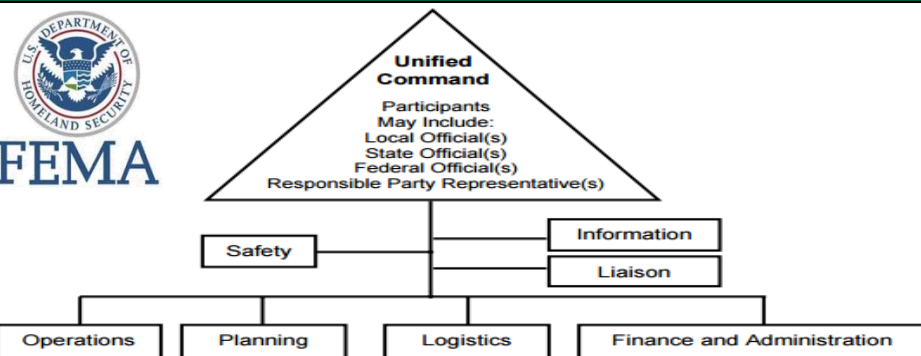 U.S. DEPARTMENT OF
HOMELAND SECURITY
FEMA
Unified
Command
Participants
May Include:
Local Official(s)
State Official(s)
Federal Official(s)
Responsible Party Representative(s)
Safety
Information
Liaison
Operations
Planning
Logistics
Finance and Administration